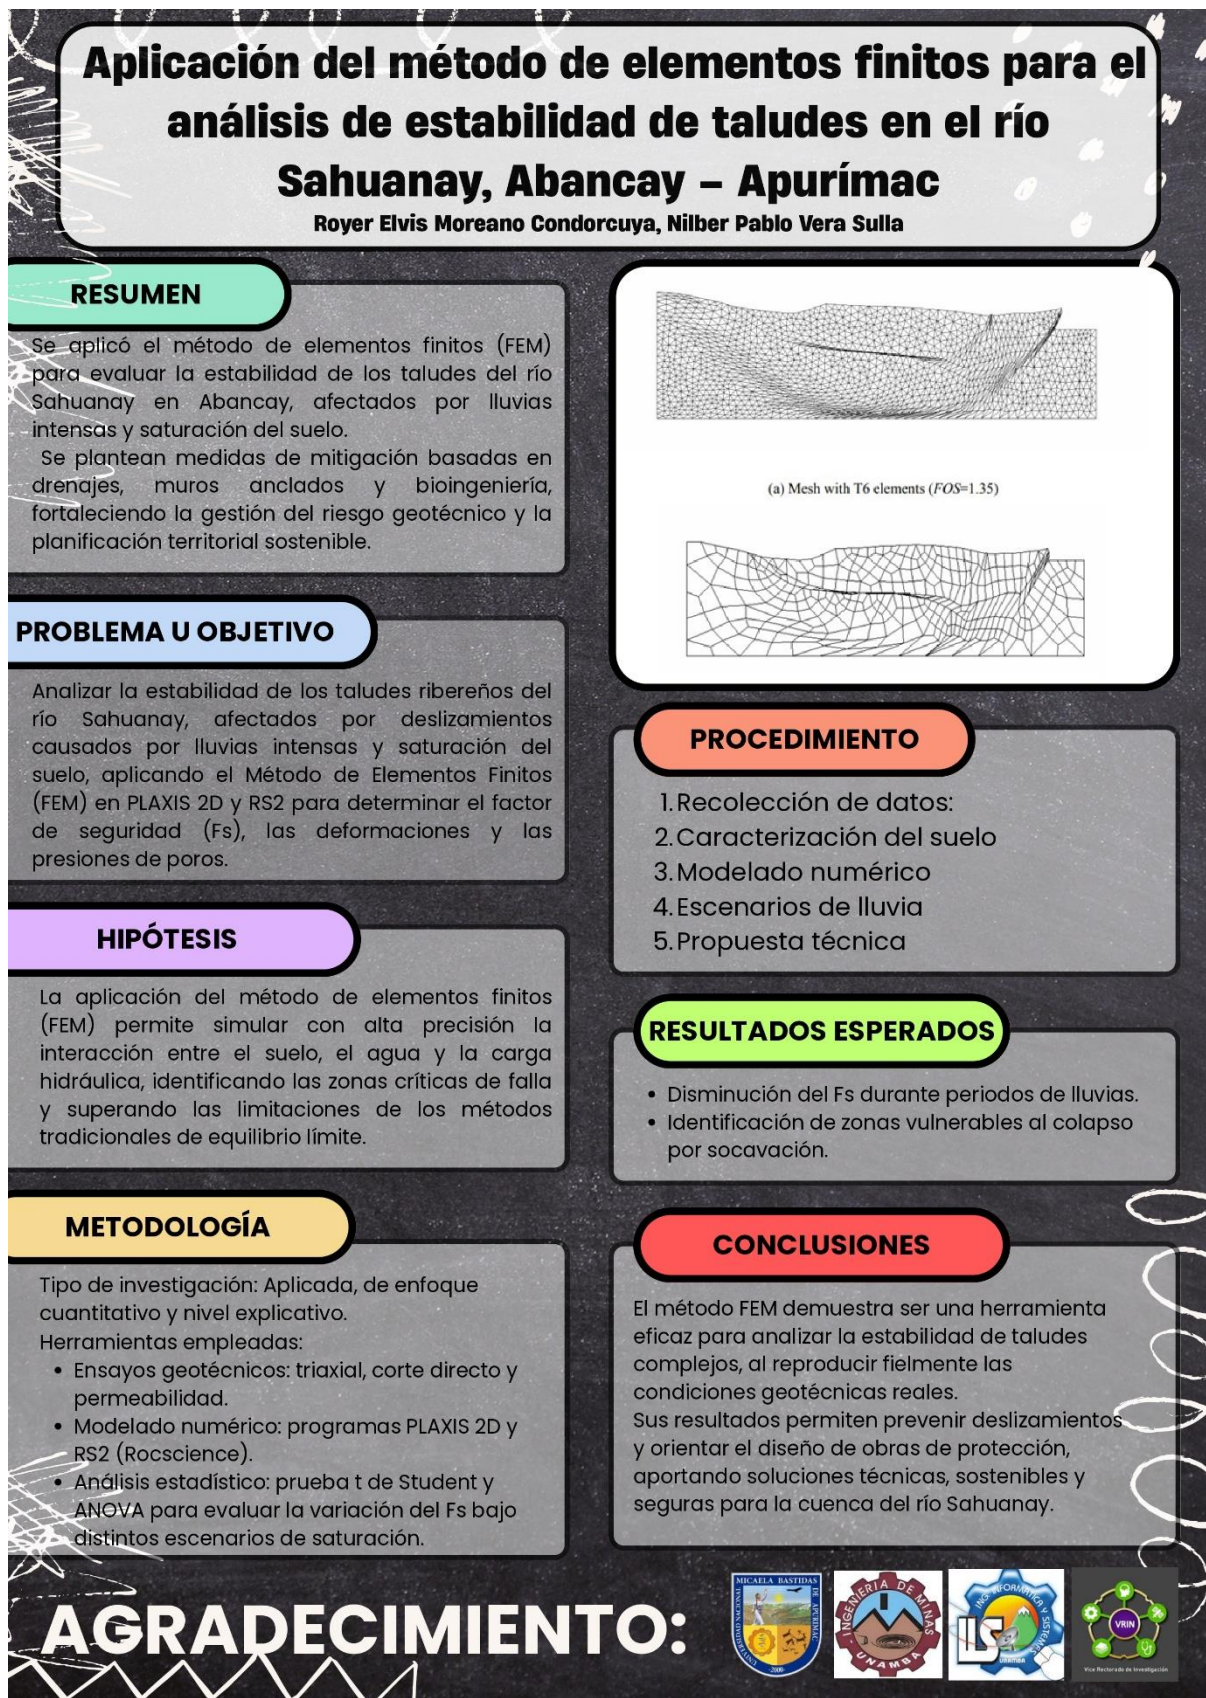 Aplicación del método de elementos finitos para el
análisis de estabilidad de taludes en el río
Sahuanay, Abancay – Apurímac
Royer Elvis Moreano Condorcuya, Nilber Pablo Vera Sulla
RESUMEN
Se aplicó el método de elementos finitos (FEM)
para evaluar la estabilidad de los taludes del río
Sahuanay en Abancay, afectados por lluvias
intensas y saturación del suelo.
Se plantean medidas de mitigación basadas en
drenajes, muros anclados y bioingeniería,
fortaleciendo la gestión del riesgo geotécnico y la
planificación territorial sostenible.
PROBLEMA U OBJETIVO
Analizar la estabilidad de los taludes ribereños del
río Sahuanay, afectados por deslizamientos
causados por lluvias intensas y saturación del
suelo, aplicando el Método de Elementos Finitos
(FEM) en PLAXIS 2D y RS2 para determinar el factor
de seguridad (Fs), las deformaciones y las
presiones de poros.
HIPÓTESIS
La aplicación del método de elementos finitos
(FEM) permite simular con alta precisión la
interacción entre el suelo, el agua y la carga
hidráulica, identificando las zonas críticas de falla
y superando las limitaciones de los métodos
tradicionales de equilibrio límite.
METODOLOGÍA
Tipo de investigación: Aplicada, de enfoque
cuantitativo y nivel explicativo.
Herramientas empleadas:
• Ensayos geotécnicos: triaxial, corte directo y
permeabilidad.
• Modelado numérico: programas PLAXIS 2D y
RS2 (Rocscience).
• Análisis estadístico: prueba t de Student y
ANOVA para evaluar la variación del Fs bajo
distintos escenarios de saturación.
(a) Mesh with T6 elements (FOS=1.35)
PROCEDIMIENTO
1. Recolección de datos:
2. Caracterización del suelo
3. Modelado numérico
4. Escenarios de lluvia
5. Propuesta técnica
RESULTADOS ESPERADOS
• Disminución del Fs durante periodos de lluvias.
• Identificación de zonas vulnerables al colapso
por socavación.
CONCLUSIONES
El método FEM demuestra ser una herramienta
eficaz para analizar la estabilidad de taludes
complejos, al reproducir fielmente las
condiciones geotécnicas reales.
Sus resultados permiten prevenir deslizamientos
y orientar el diseño de obras de protección,
aportando soluciones técnicas, sostenibles y
seguras para la cuenca del río Sahuanay.
AGRADECIMIENTO:
UNIVERSIDAD NACIONAL MICAELA BASTIDAS DE APURIMAC
-2000-
INGENIERIA DE MINAS
UNAMBA
ING. INFORMATICA Y SISTEMAS
UNAMBA
VRIN
Vice Rectorado de Investigación